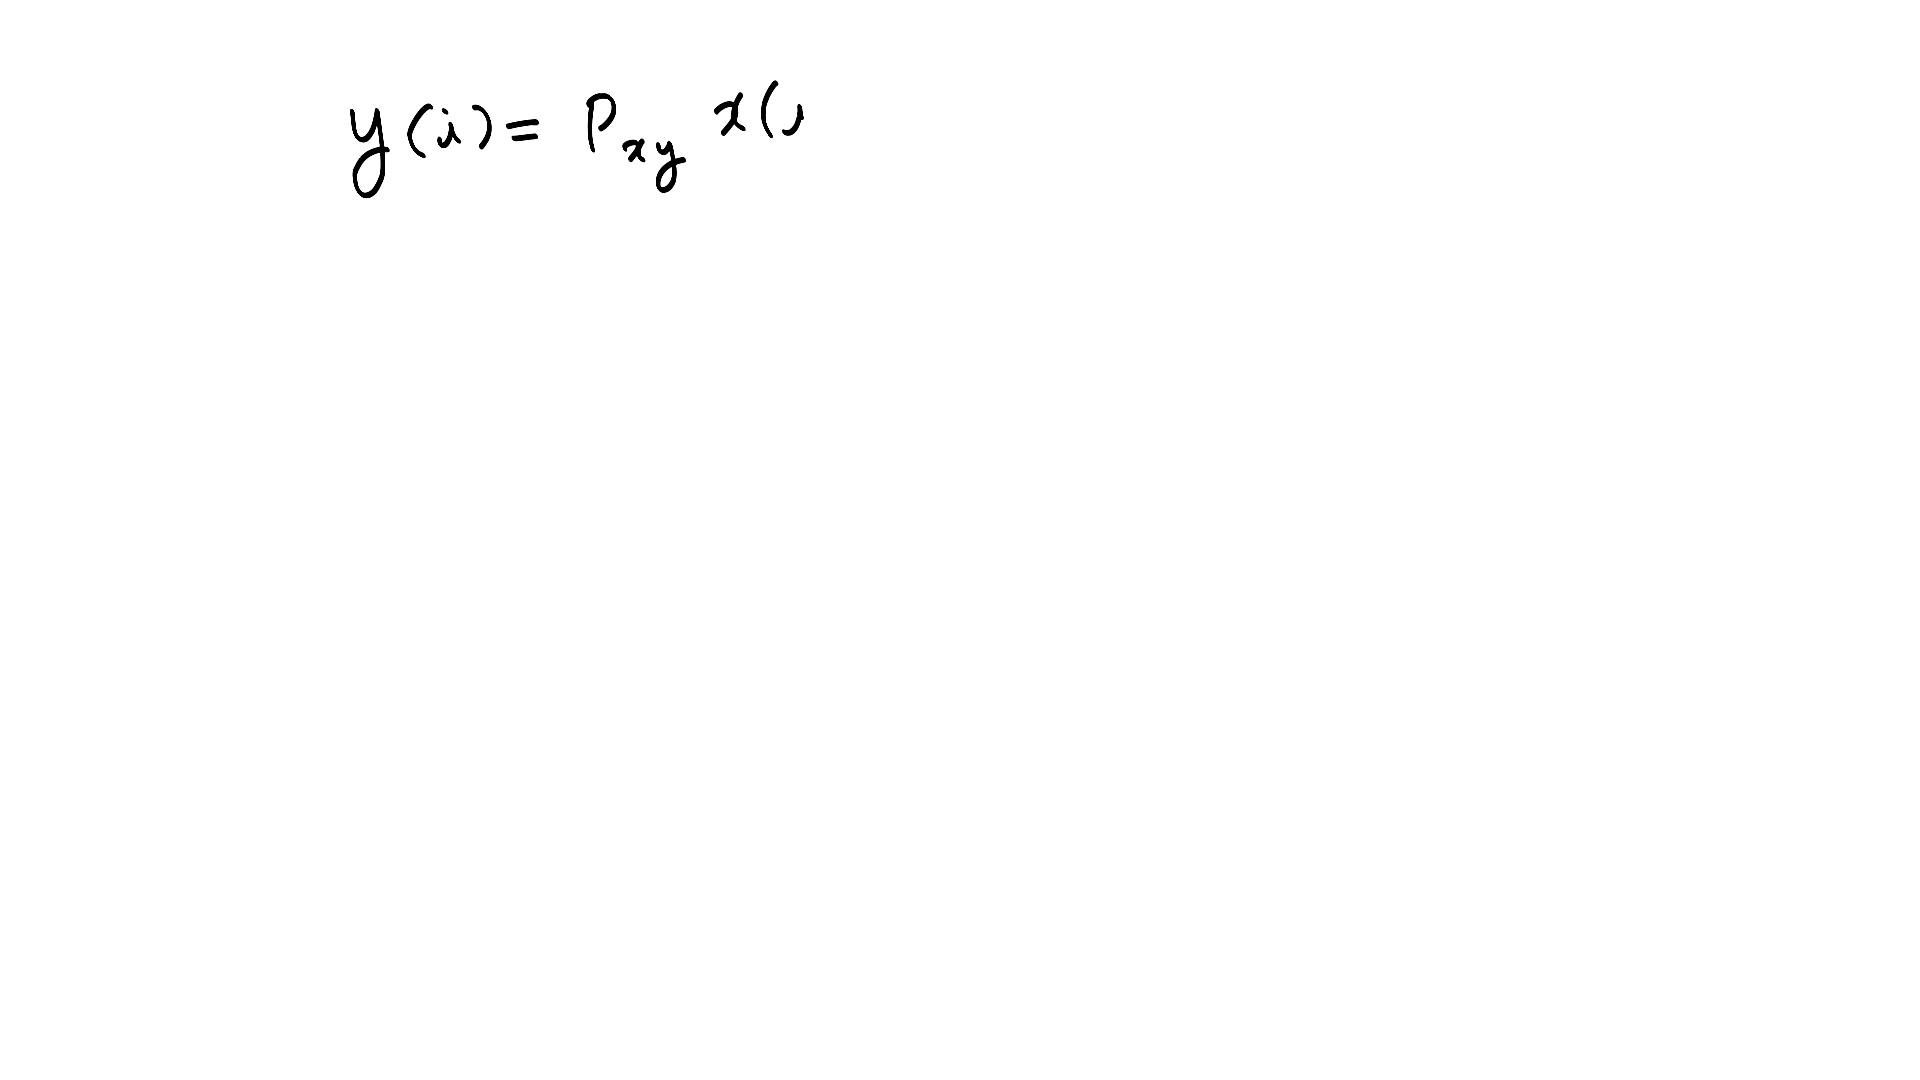 y(i) = P_xy x(